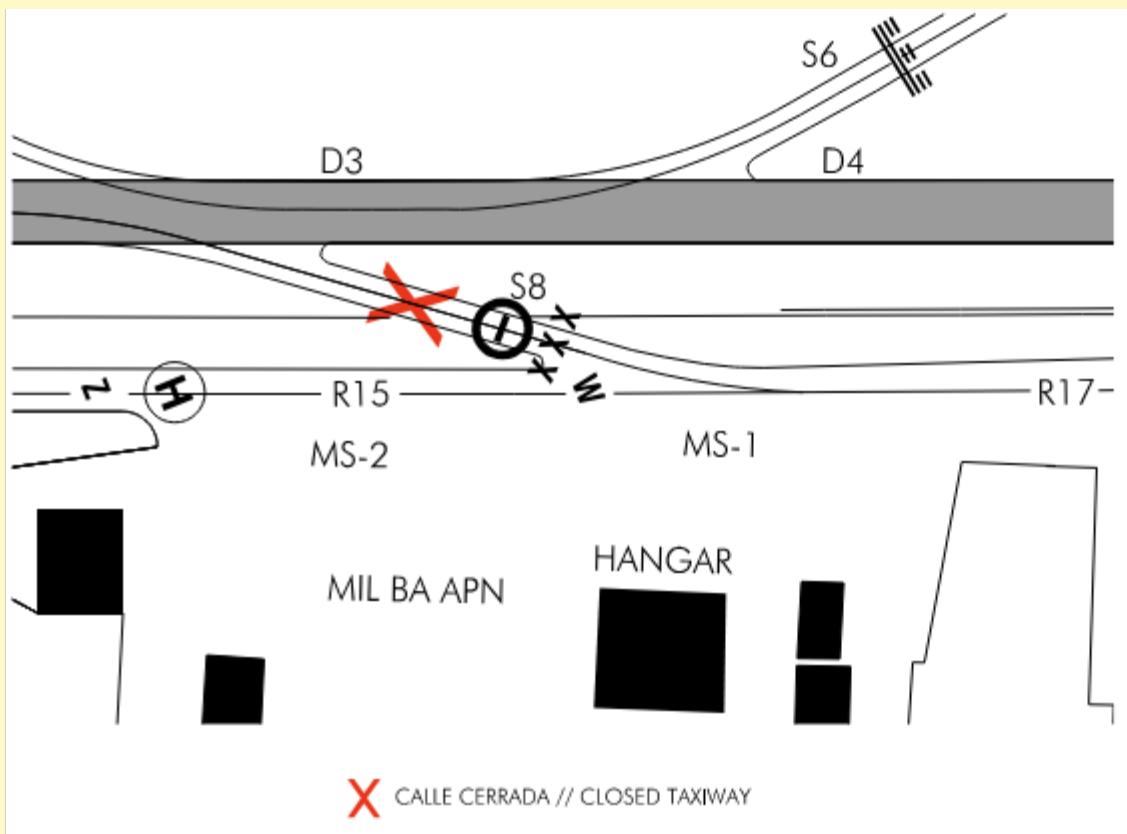 S6
D3
D4
S8
X
X
X
I
Z
H
R15
W
R17
MS-2
MS-1
HANGAR
MIL BA APN
X CALLE CERRADA // CLOSED TAXIWAY